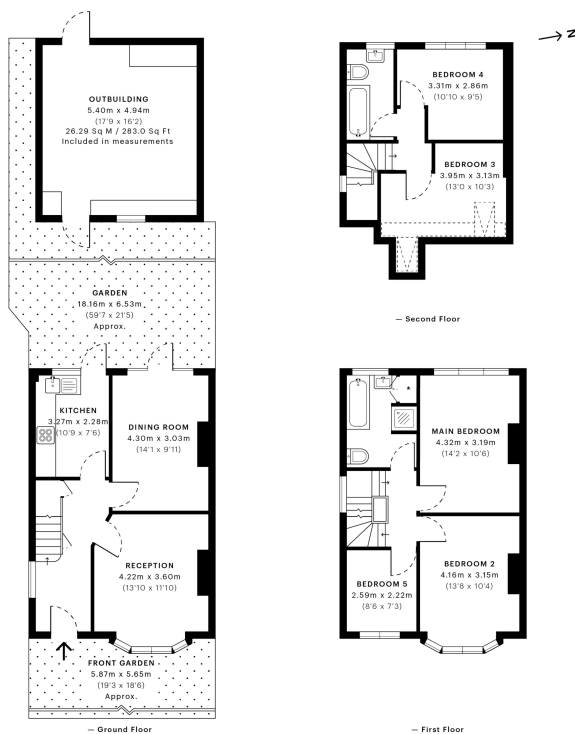 OUTBUILDING
5.40m x 4.94m
(17'9 x 16'2)
26.29 Sq M / 283.0 Sq Ft
Included in measurements
GARDEN
18.16m x 6.53m
(59'7 x 21'5)
Approx.
KITCHEN
3.27m x 2.28m
(10'9 x 7'6)
DINING ROOM
4.30m x 3.03m
(14'1 x 9'11)
RECEPTION
4.22m x 3.60m
(13'10 x 11'10)
FRONT GARDEN
5.87m x 5.65m
(19'3 x 18'6)
Approx.
— Ground Floor
N
BEDROOM 4
3.31m x 2.86m
(10'10 x 9'5)
BEDROOM 3
3.95m x 3.13m
(13'0 x 10'3)
— Second Floor
MAIN BEDROOM
4.32m x 3.19m
(14'2 x 10'6)
BEDROOM 2
4.16m x 3.15m
(13'8 x 10'4)
BEDROOM 5
2.59m x 2.22m
(8'6 x 7'3)
— First Floor